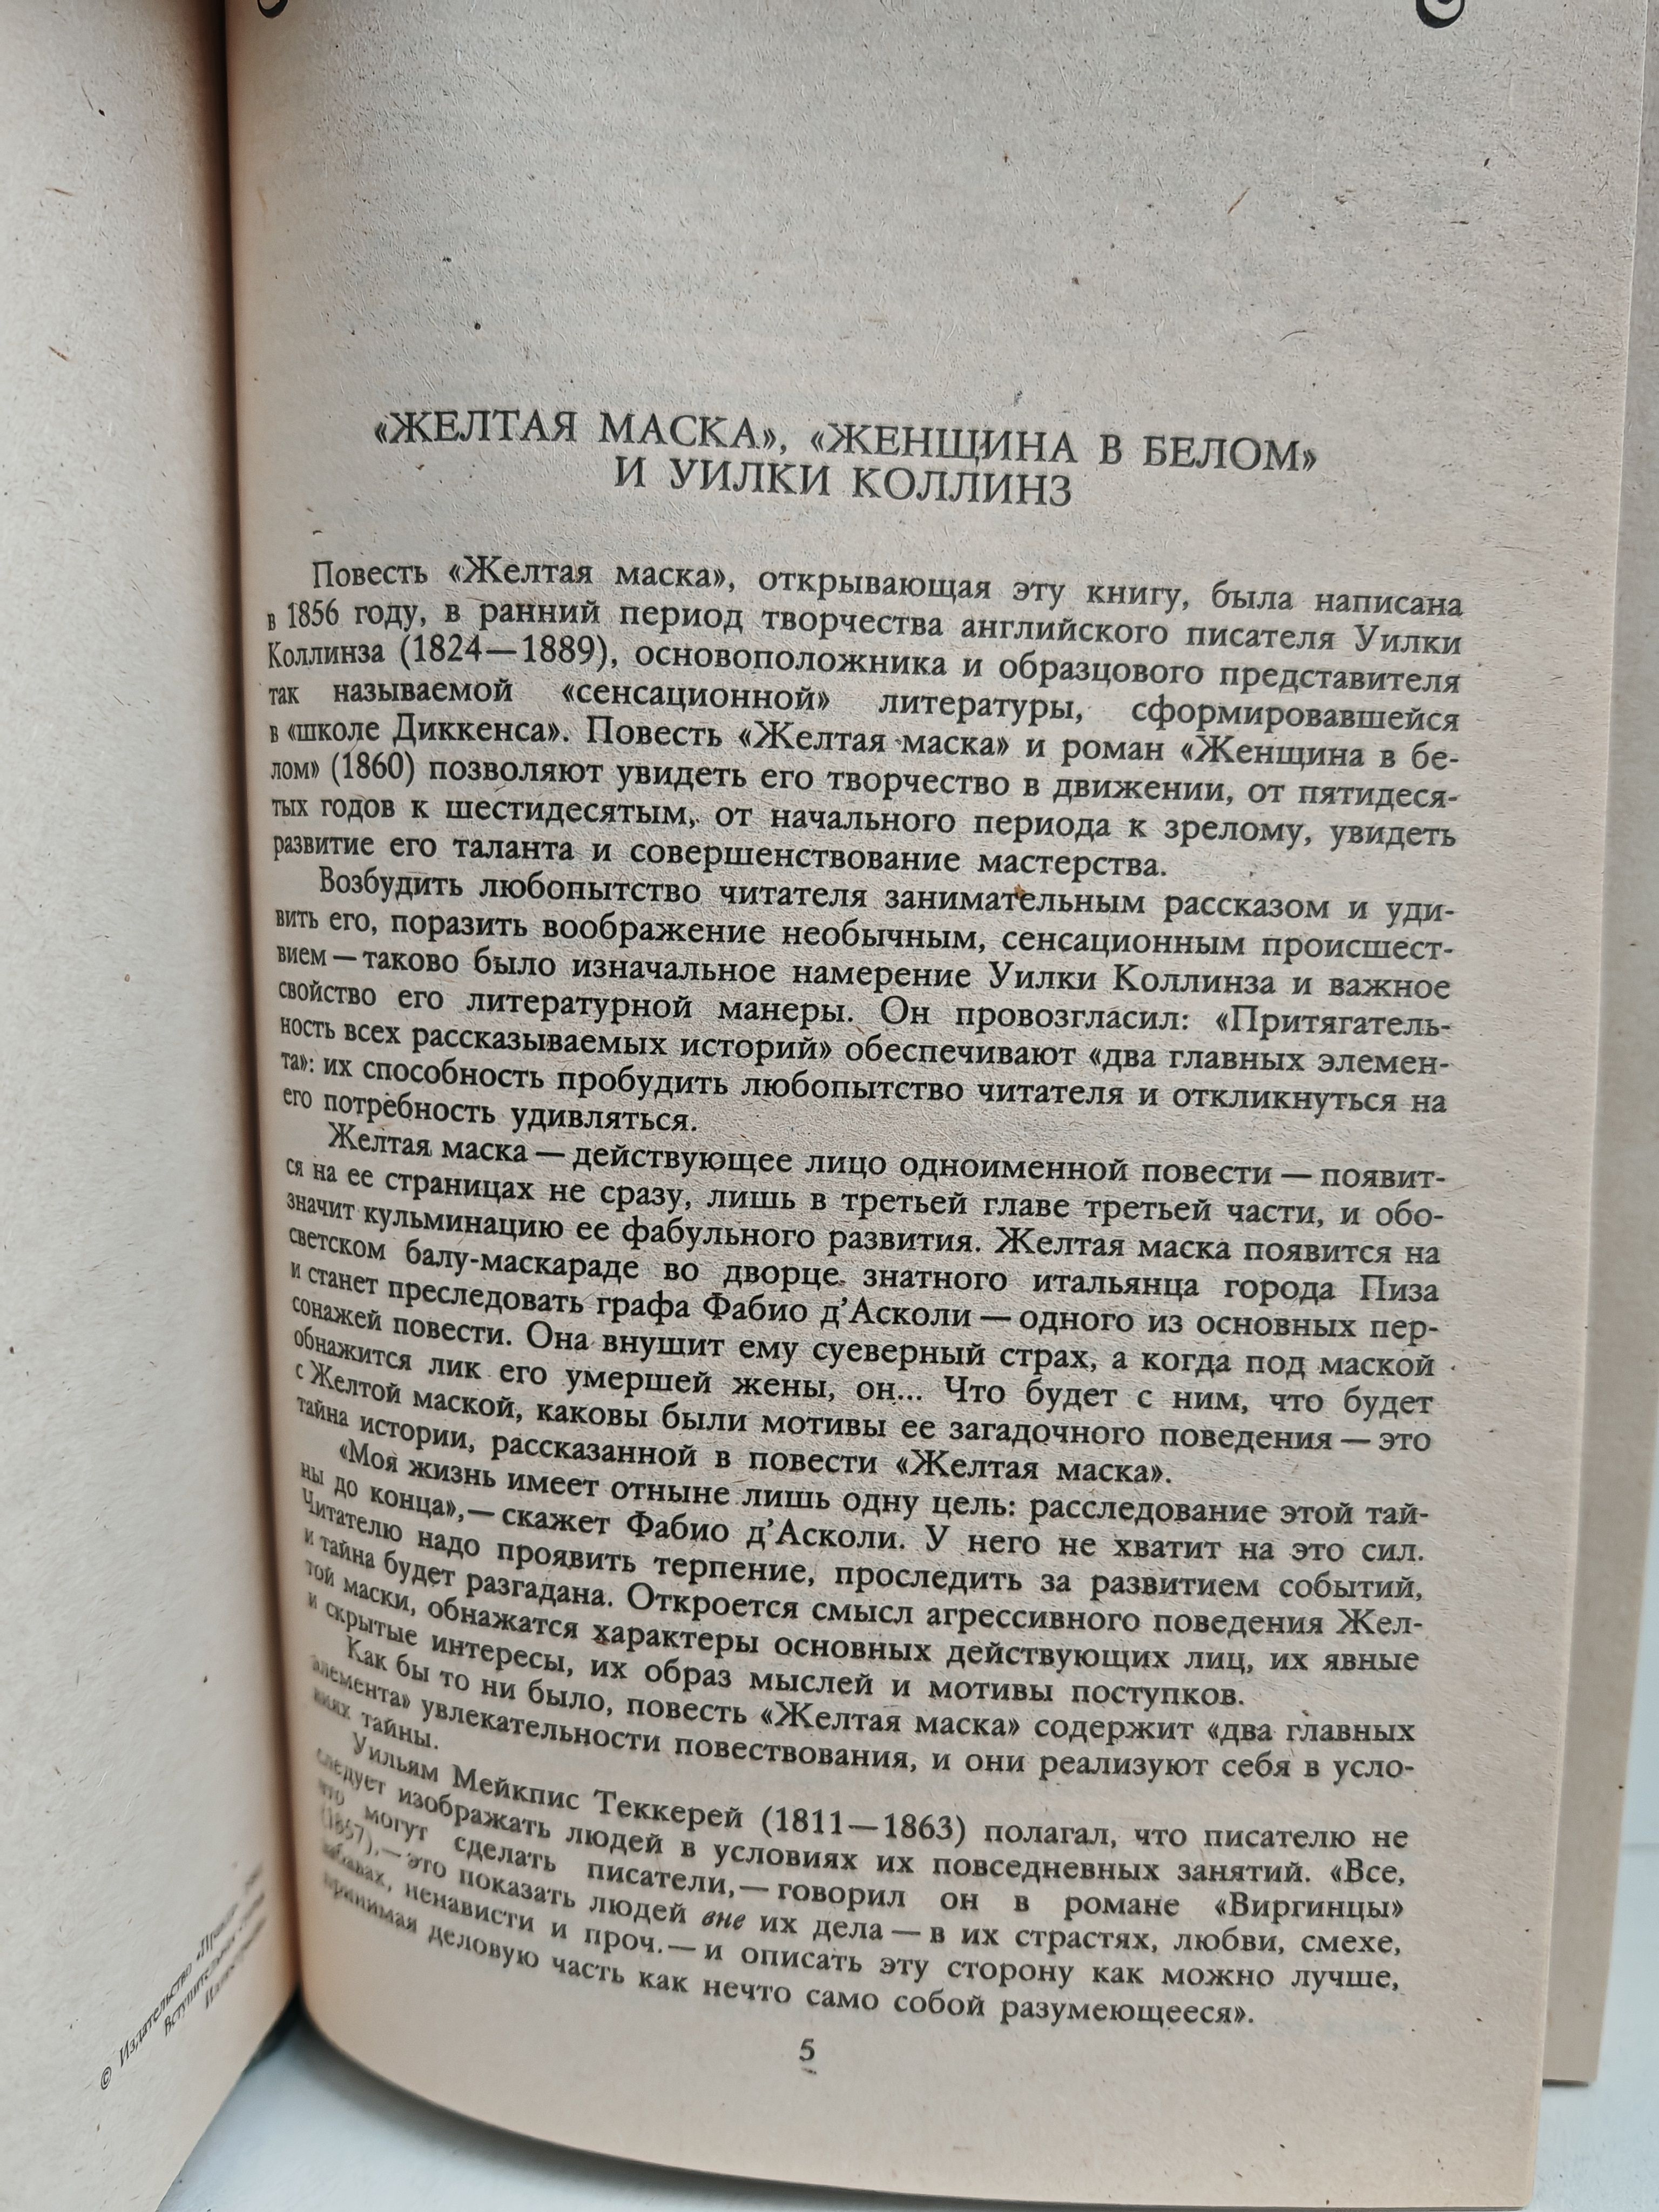 «ЖЕЛТАЯ МАСКА», «ЖЕНЩИНА В БЕЛОМ»
И УИЛКИ КОЛЛИНЗ
Повесть «Желтая маска», открывающая эту книгу, была написана
в 1856 году, в ранний период творчества английского писателя Уилки
Коллинза (1824—1889), основоположника и образцового представителя
так называемой «сенсационной» литературы, сформировавшейся
в «школе Диккенса». Повесть «Желтая маска» и роман «Женщина в бе-
лом» (1860) позволяют увидеть его творчество в движении, от пятидеся-
тых годов к шестидесятым, от начального периода к зрелому, увидеть
развитие его таланта и совершенствование мастерства.
Возбудить любопытство читателя занимательным рассказом и уди-
вить его, поразить воображение необычным, сенсационным происшест-
вием — таково было изначальное намерение Уилки Коллинза и важное
свойство его литературной манеры. Он провозгласил: «Притягатель-
ность всех рассказываемых историй» обеспечивают «два главных элемен-
та»: их способность пробудить любопытство читателя и откликнуться на
его потребность удивляться.
Желтая маска — действующее лицо одноименной повести — появит-
ся на ее страницах не сразу, лишь в третьей главе третьей части, и обо-
значит кульминацию ее фабульного развития. Желтая маска появится на
светском балу-маскараде во дворце знатного итальянца города Пиза
и станет преследовать графа Фабио д’Асколи — одного из основных пер-
сонажей повести. Она внушит ему суеверный страх, а когда под маской
обнажится лик его умершей жены, он... Что будет с ним, что будет
с Желтой маской, каковы были мотивы ее загадочного поведения — это
тайна истории, рассказанной в повести «Желтая маска».
«Моя жизнь имеет отныне лишь одну цель: расследование этой тай-
ны до конца»,— скажет Фабио д’Асколи. У него не хватит на это сил.
Читателю надо проявить терпение, проследить за развитием событий,
и тайна будет разгадана. Откроется смысл агрессивного поведения Жел-
той маски, обнажатся характеры основных действующих лиц, их явные
и скрытые интересы, их образ мыслей и мотивы поступков.
Как бы то ни было, повесть «Желтая маска» содержит «два главных
элемента» увлекательности повествования, и они реализуют себя в усло-
виях тайны.
Уильям Мейкпис Теккерей (1811—1863) полагал, что писателю не
следует изображать людей в условиях их повседневных занятий. «Все,
что могут сделать писатели,— говорил он в романе «Виргинцы»
(1857),— это показать людей вне их дела — в их страстях, любви, смехе,
забавах, ненависти и проч.— и описать эту сторону как можно лучше,
принимая деловую часть как нечто само собой разумеющееся».
5
© Издательство
Вступительная